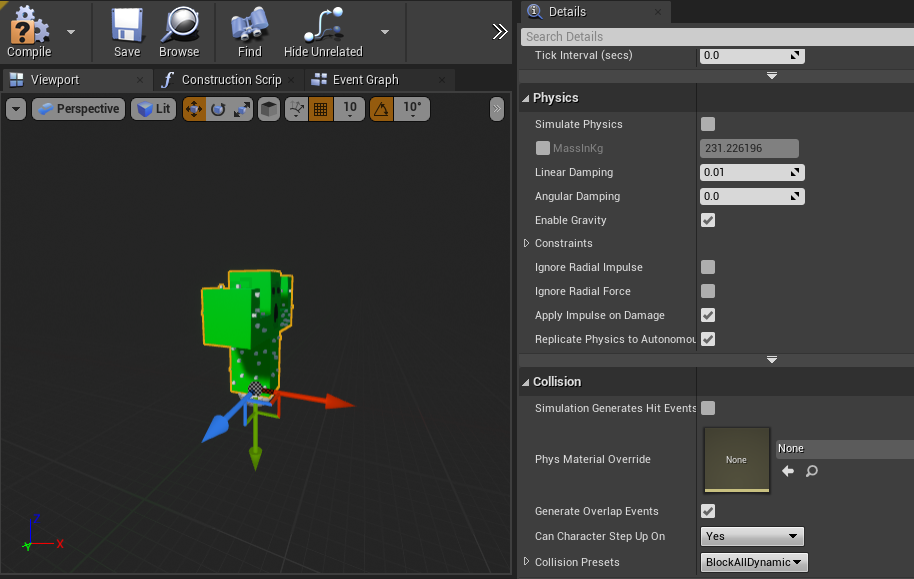 Compile
Save
Browse
Find
Hide Unrelated
Viewport
Construction Scrip
Event Graph
Perspective
Lit
10
10°
Z
X
Y
Details
Search Details
Tick Interval (secs)
0.0
Physics
Simulate Physics
MassInKg
231.226196
Linear Damping
0.01
Angular Damping
0.0
Enable Gravity
Constraints
Ignore Radial Impulse
Ignore Radial Force
Apply Impulse on Damage
Replicate Physics to Autonomou
Collision
Simulation Generates Hit Events
Phys Material Override
None
None
Generate Overlap Events
Can Character Step Up On
Yes
Collision Presets
BlockAllDynamic